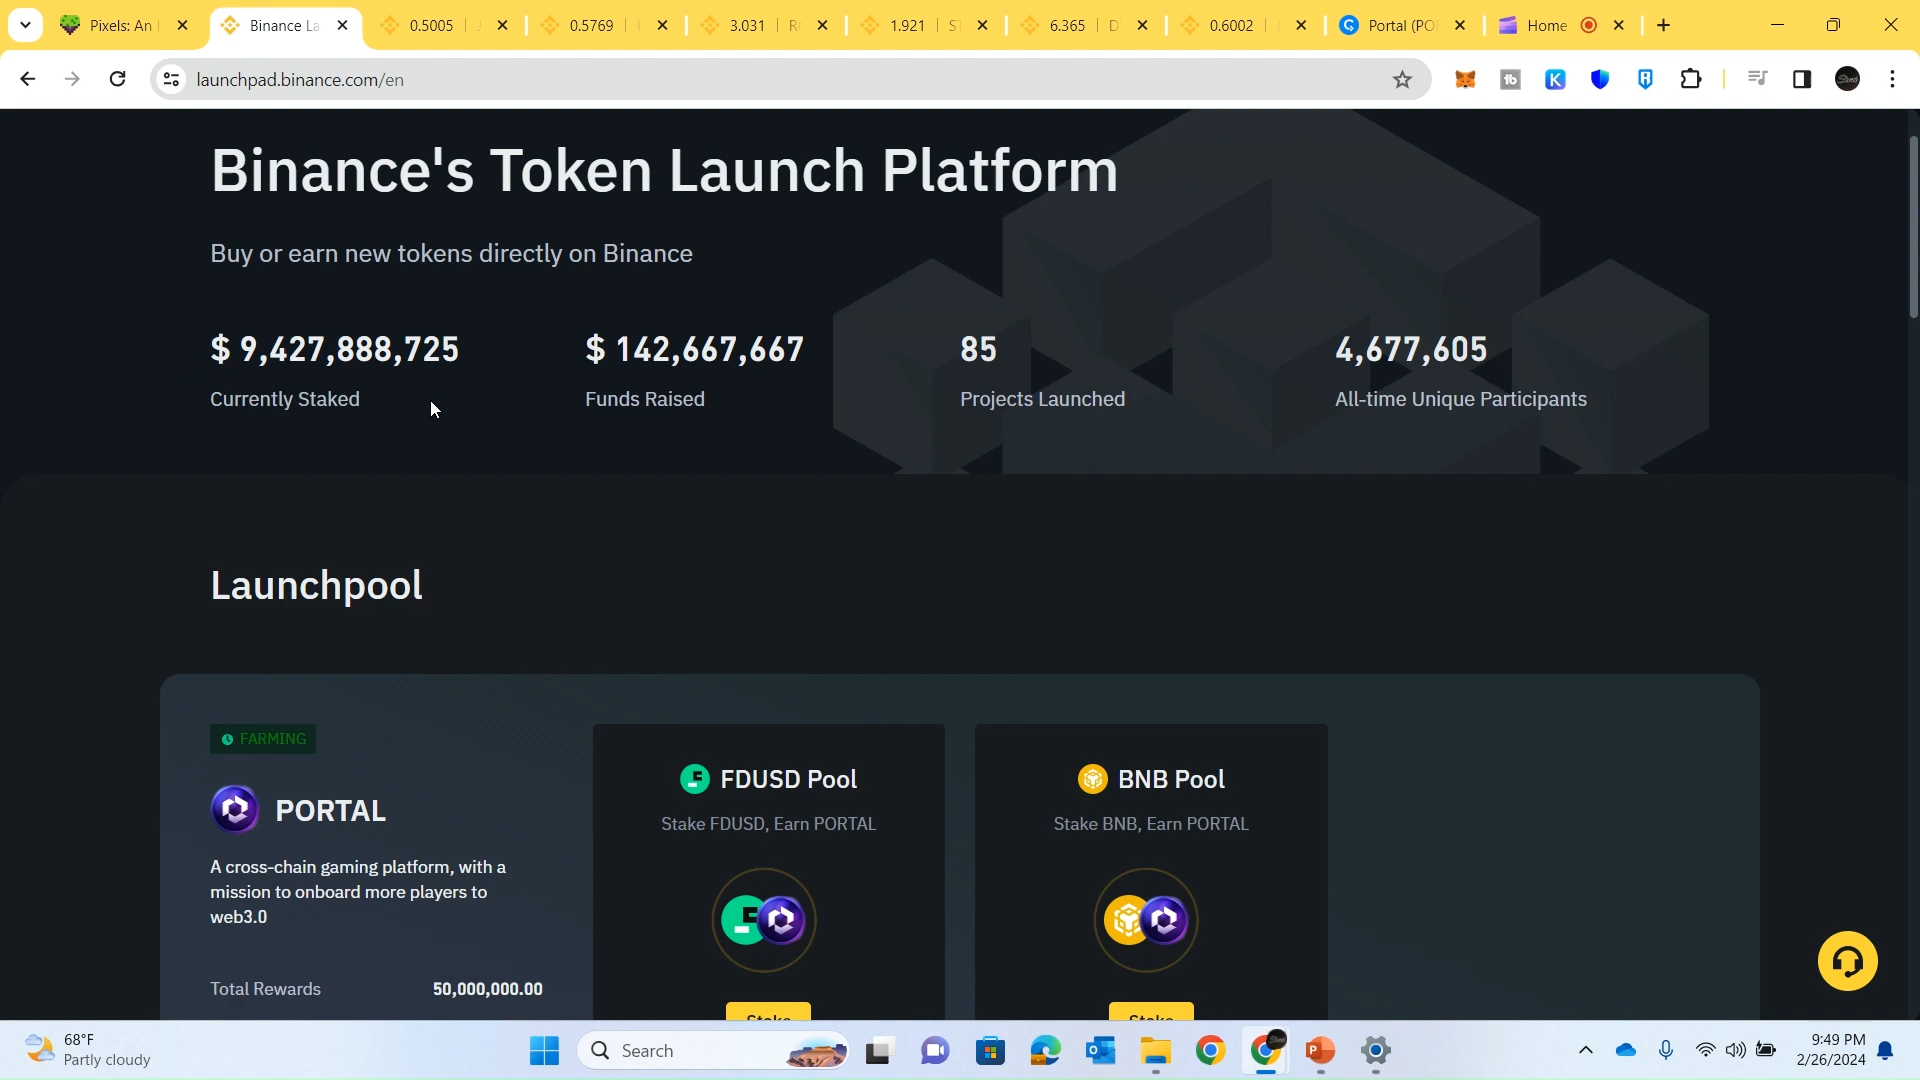 Pixels: An
Binance La
0.5005
0.5769
3.031
1.921
6.365
0.6002
Portal (PO
Home
launchpad.binance.com/en
Binance's Token Launch Platform
Buy or earn new tokens directly on Binance
$ 9,427,888,725
$ 142,667,667
85
4,677,605
Currently Staked
Funds Raised
Projects Launched
All-time Unique Participants
Launchpool
FARMING
PORTAL
A cross-chain gaming platform, with a
mission to onboard more players to
web3.0
Total Rewards
50,000,000.00
FDUSD Pool
Stake FDUSD, Earn PORTAL
Stake
BNB Pool
Stake BNB, Earn PORTAL
Stake
68°F
Partly cloudy
Search
9:49 PM
2/26/2024